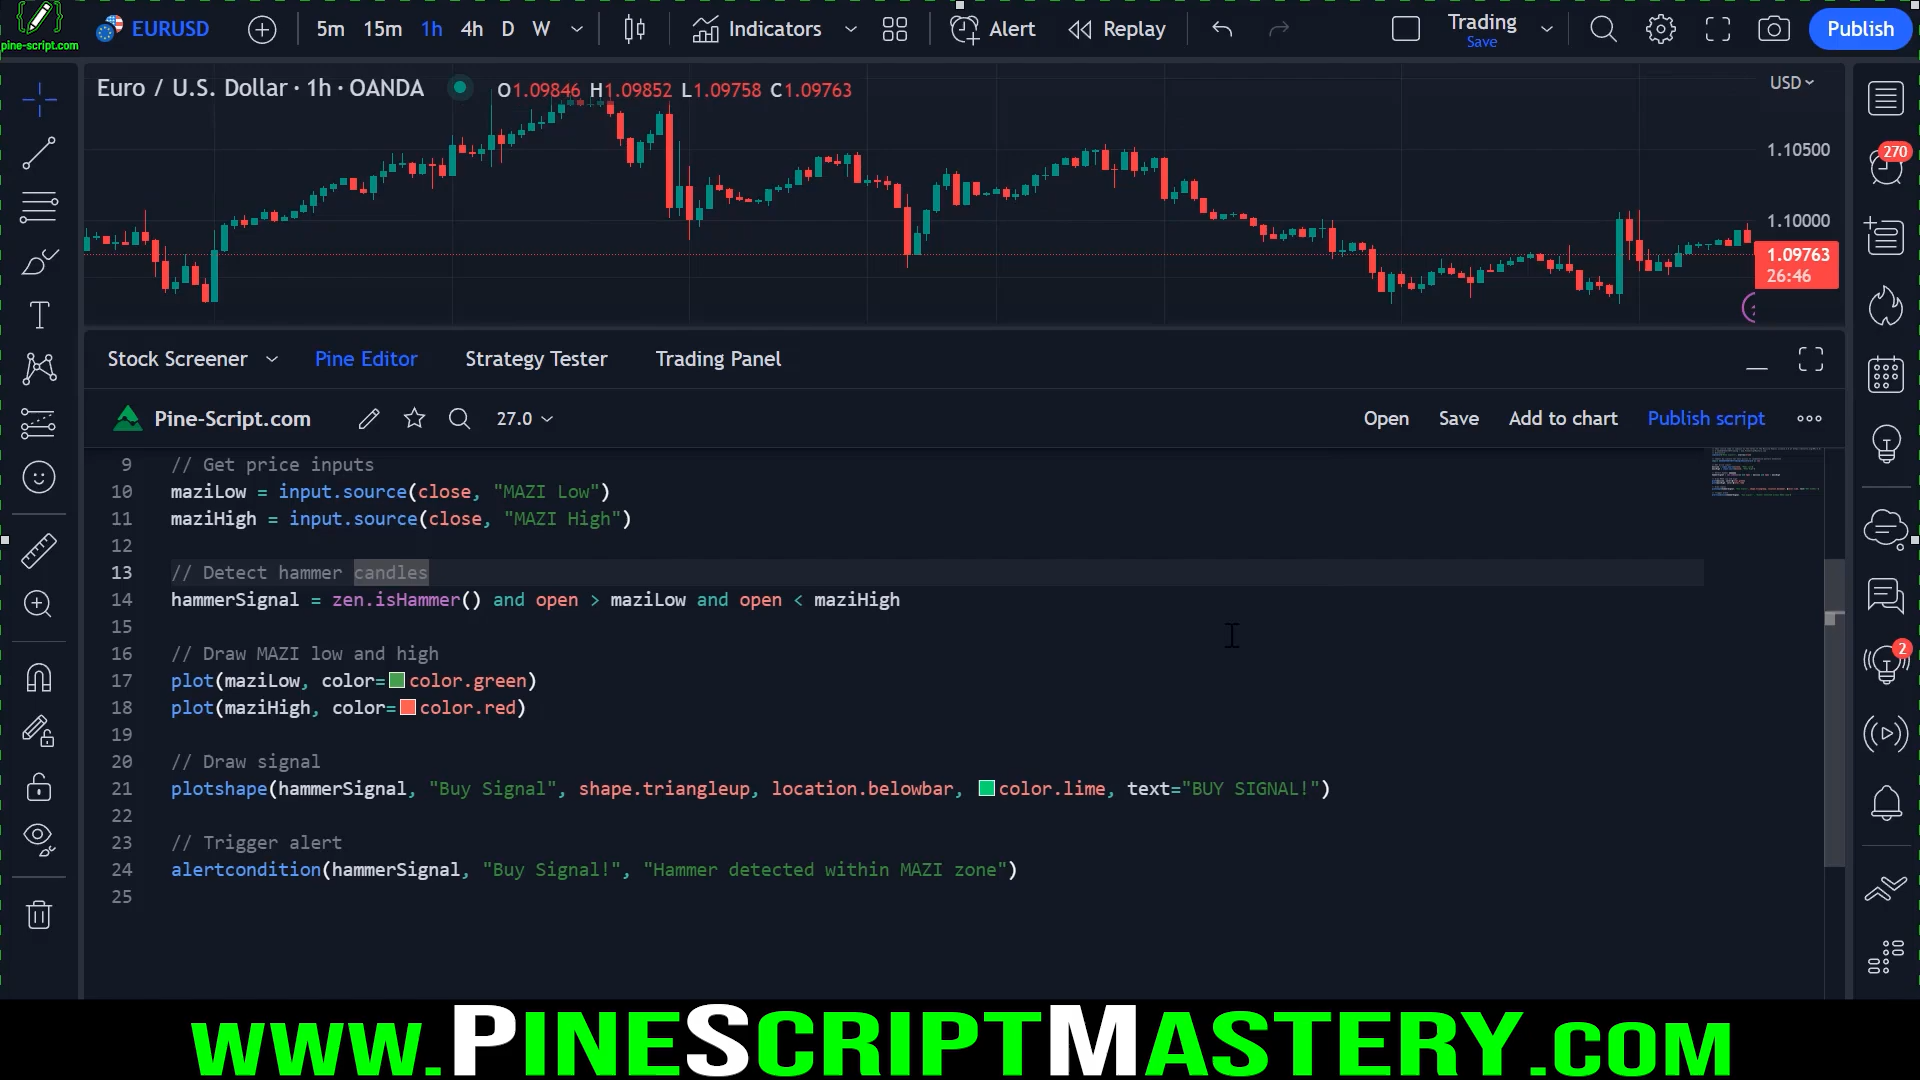 pine-script.com
EURUSD 5m 15m 1h 4h D W Indicators Alert Replay Trading Save Publish
Euro / U.S. Dollar · 1h · OANDA O1.09846 H1.09852 L1.09758 C1.09763 USD
1.10500
270
1.10000
1.09763
26:46
Stock Screener Pine Editor Strategy Tester Trading Panel
Pine-Script.com 27.0 Open Save Add to chart Publish script
9 // Get price inputs
10 maziLow = input.source(close, "MAZI Low")
11 maziHigh = input.source(close, "MAZI High")
12
13 // Detect hammer candles
14 hammerSignal = zen.isHammer() and open > maziLow and open < maziHigh
15
16 // Draw MAZI low and high
17 plot(maziLow, color=color.green)
18 plot(maziHigh, color=color.red)
2
19
20 // Draw signal
21 plotshape(hammerSignal, "Buy Signal", shape.triangleup, location.belowbar, color.lime, text="BUY SIGNAL!")
22
23 // Trigger alert
24 alertcondition(hammerSignal, "Buy Signal!", "Hammer detected within MAZI zone")
25
www.PineScriptMastery.com